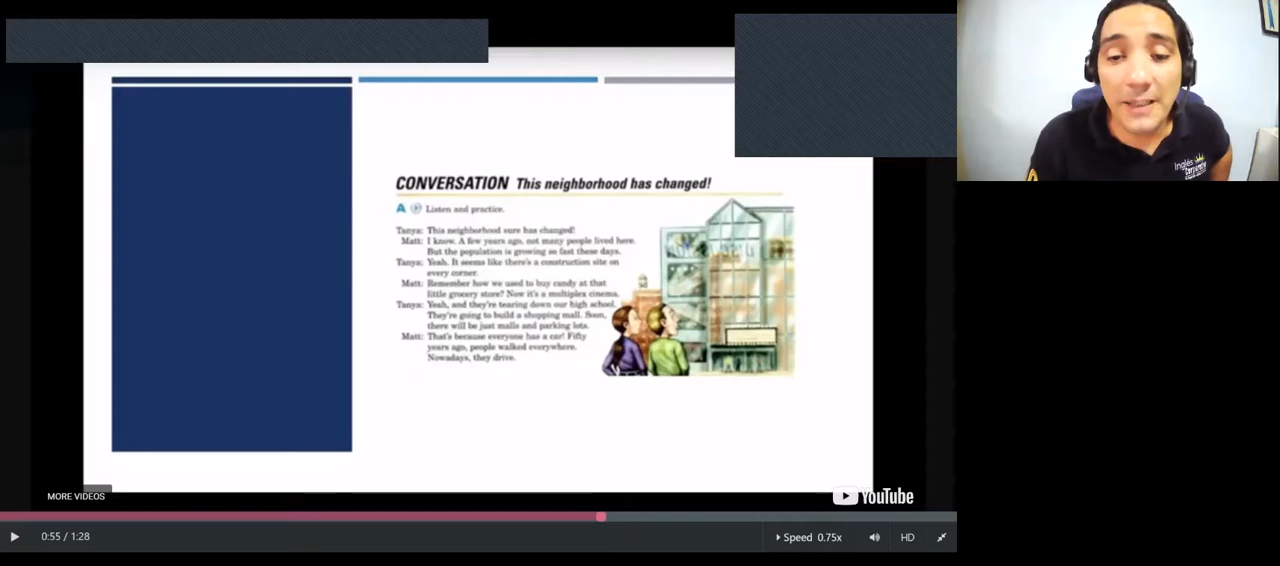 CONVERSATION This neighborhood has changed!
A Listen and practice.
Tanya: This neighborhood sure has changed!
Matt: I know. A few years ago, not many people lived here.
But the population is growing so fast these days.
Tanya: Yeah. It seems like there's a construction site on
every corner.
Matt: Remember how we used to buy candy at that
little grocery store? Now it's a multiplex cinema.
Tanya: Yeah, and they're tearing down our high school.
They're going to build a shopping mall. Soon,
there will be just malls and parking lots.
Matt: That's because everyone has a car! Fifty
years ago, people walked everywhere.
Nowadays, they drive.
Inglés
MORE VIDEOS
YouTube
0:55 / 1:28
Speed 0.75x
HD